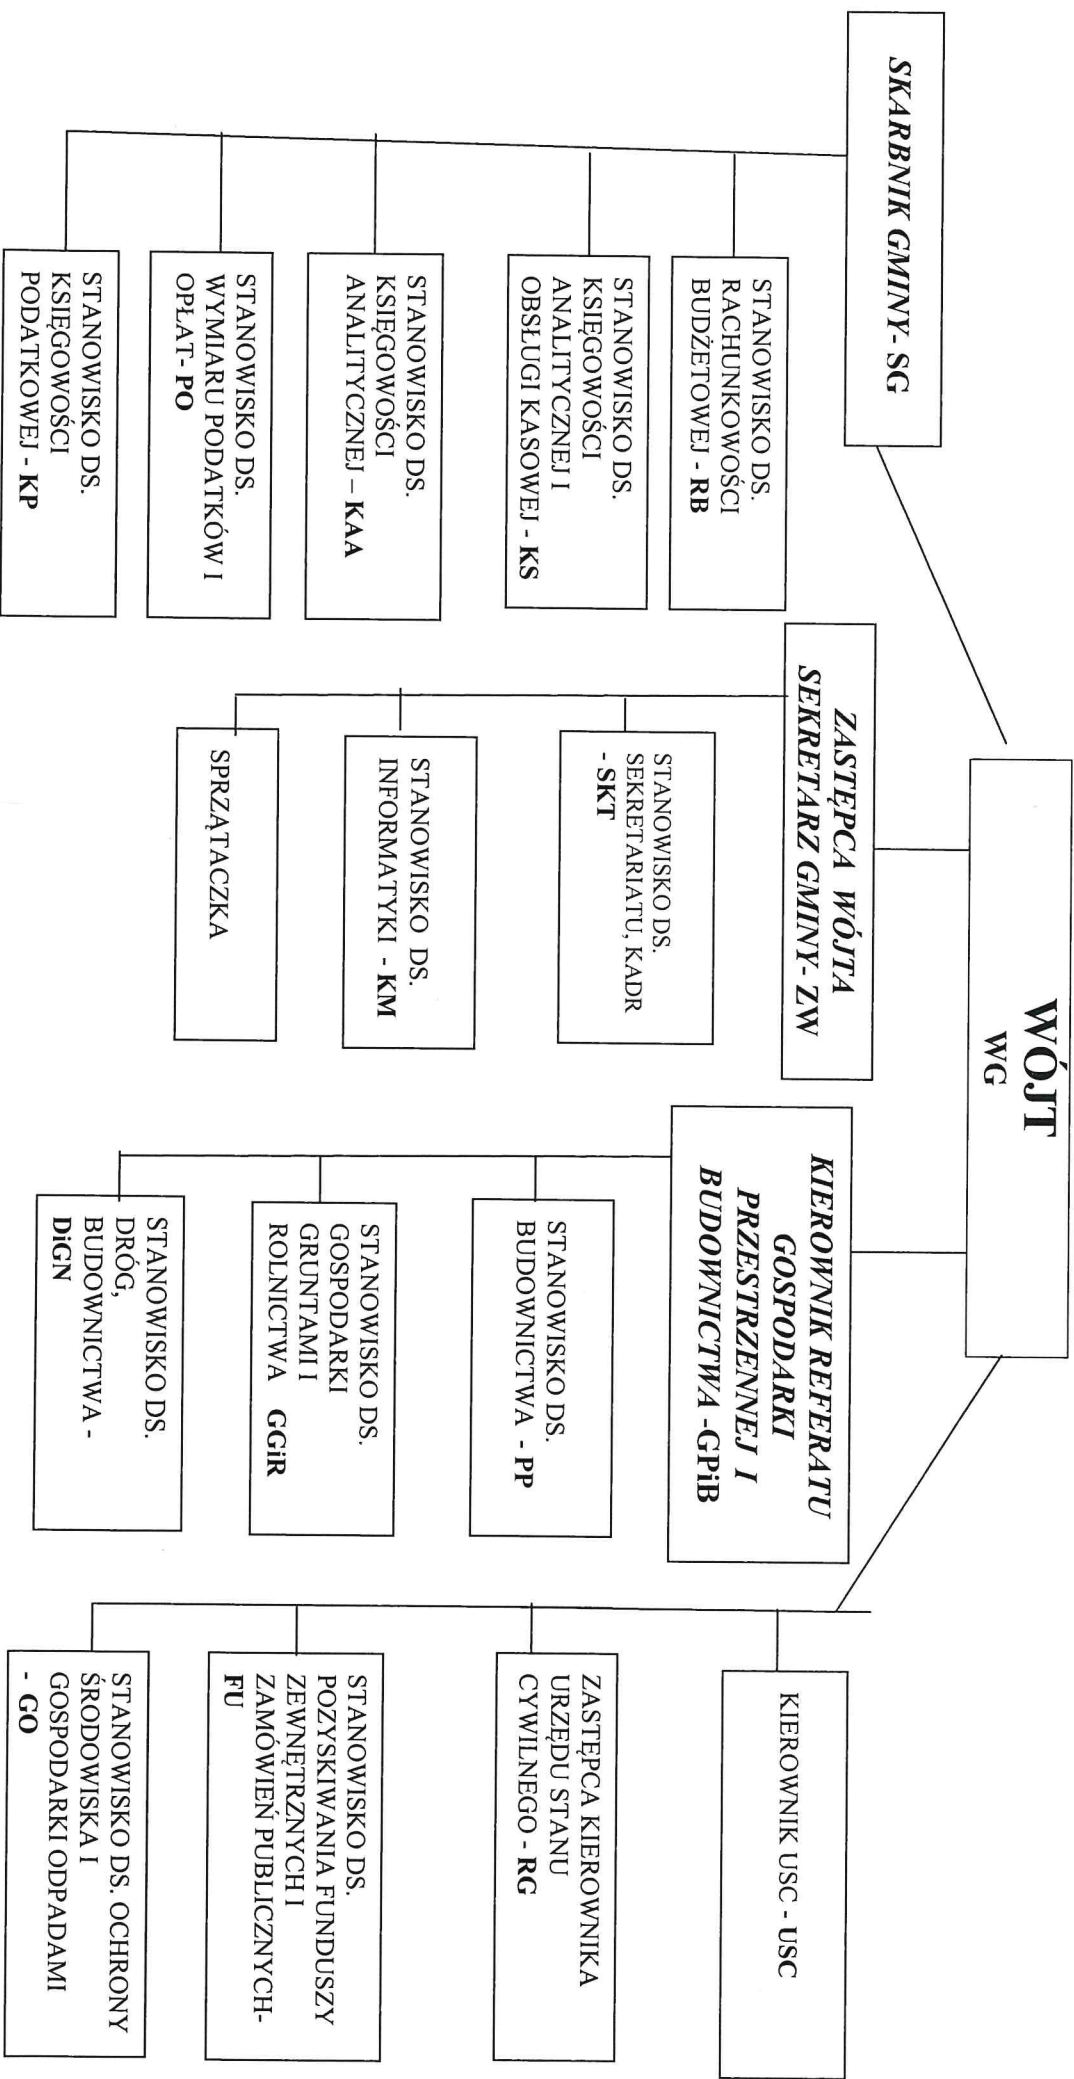 WÓJT
WG
SKARBNIK GMINY- SG
STANOWISKO DS.
RACHUNKOWOŚCI
BUDŻETOWEJ - RB
STANOWISKO DS.
KSIĘGOWOŚCI
ANALITYCZNEJ I
OBSŁUGI KASOWEJ - KS
STANOWISKO DS.
KSIĘGOWOŚCI
ANALITYCZNEJ – KAA
STANOWISKO DS.
WYMIARU PODATKÓW I
OPŁAT- PO
STANOWISKO DS.
KSIĘGOWOŚCI
PODATKOWEJ - KP
ZASTĘPCA WÓJTA
SEKRETARZ GMINY- ZW
STANOWISKO DS.
SEKRETARIATU, KADR
- SKT
STANOWISKO DS.
INFORMATYKI - KM
SPRZĄTACZKA
KIEROWNIK REFERATU
GOSPODARKI
PRZESTRZENNEJ I
BUDOWNICTWA -GPiB
STANOWISKO DS.
BUDOWNICTWA - PP
STANOWISKO DS.
GOSPODARKI
GRUNTAMI I
ROLNICTWA GGiR
STANOWISKO DS.
DRÓG,
BUDOWNICTWA -
DiGN
KIEROWNIK USC - USC
ZASTĘPCA KIEROWNIKA
URZĘDU STANU
CYWILNEGO - RG
STANOWISKO DS.
POZYSKIWANIA FUNDUSZY
ZEWNĘTRZNYCH I
ZAMÓWIEŃ PUBLICZNYCH-
FU
STANOWISKO DS. OCHRONY
ŚRODOWISKA I
GOSPODARKI ODPADAMI
- GO